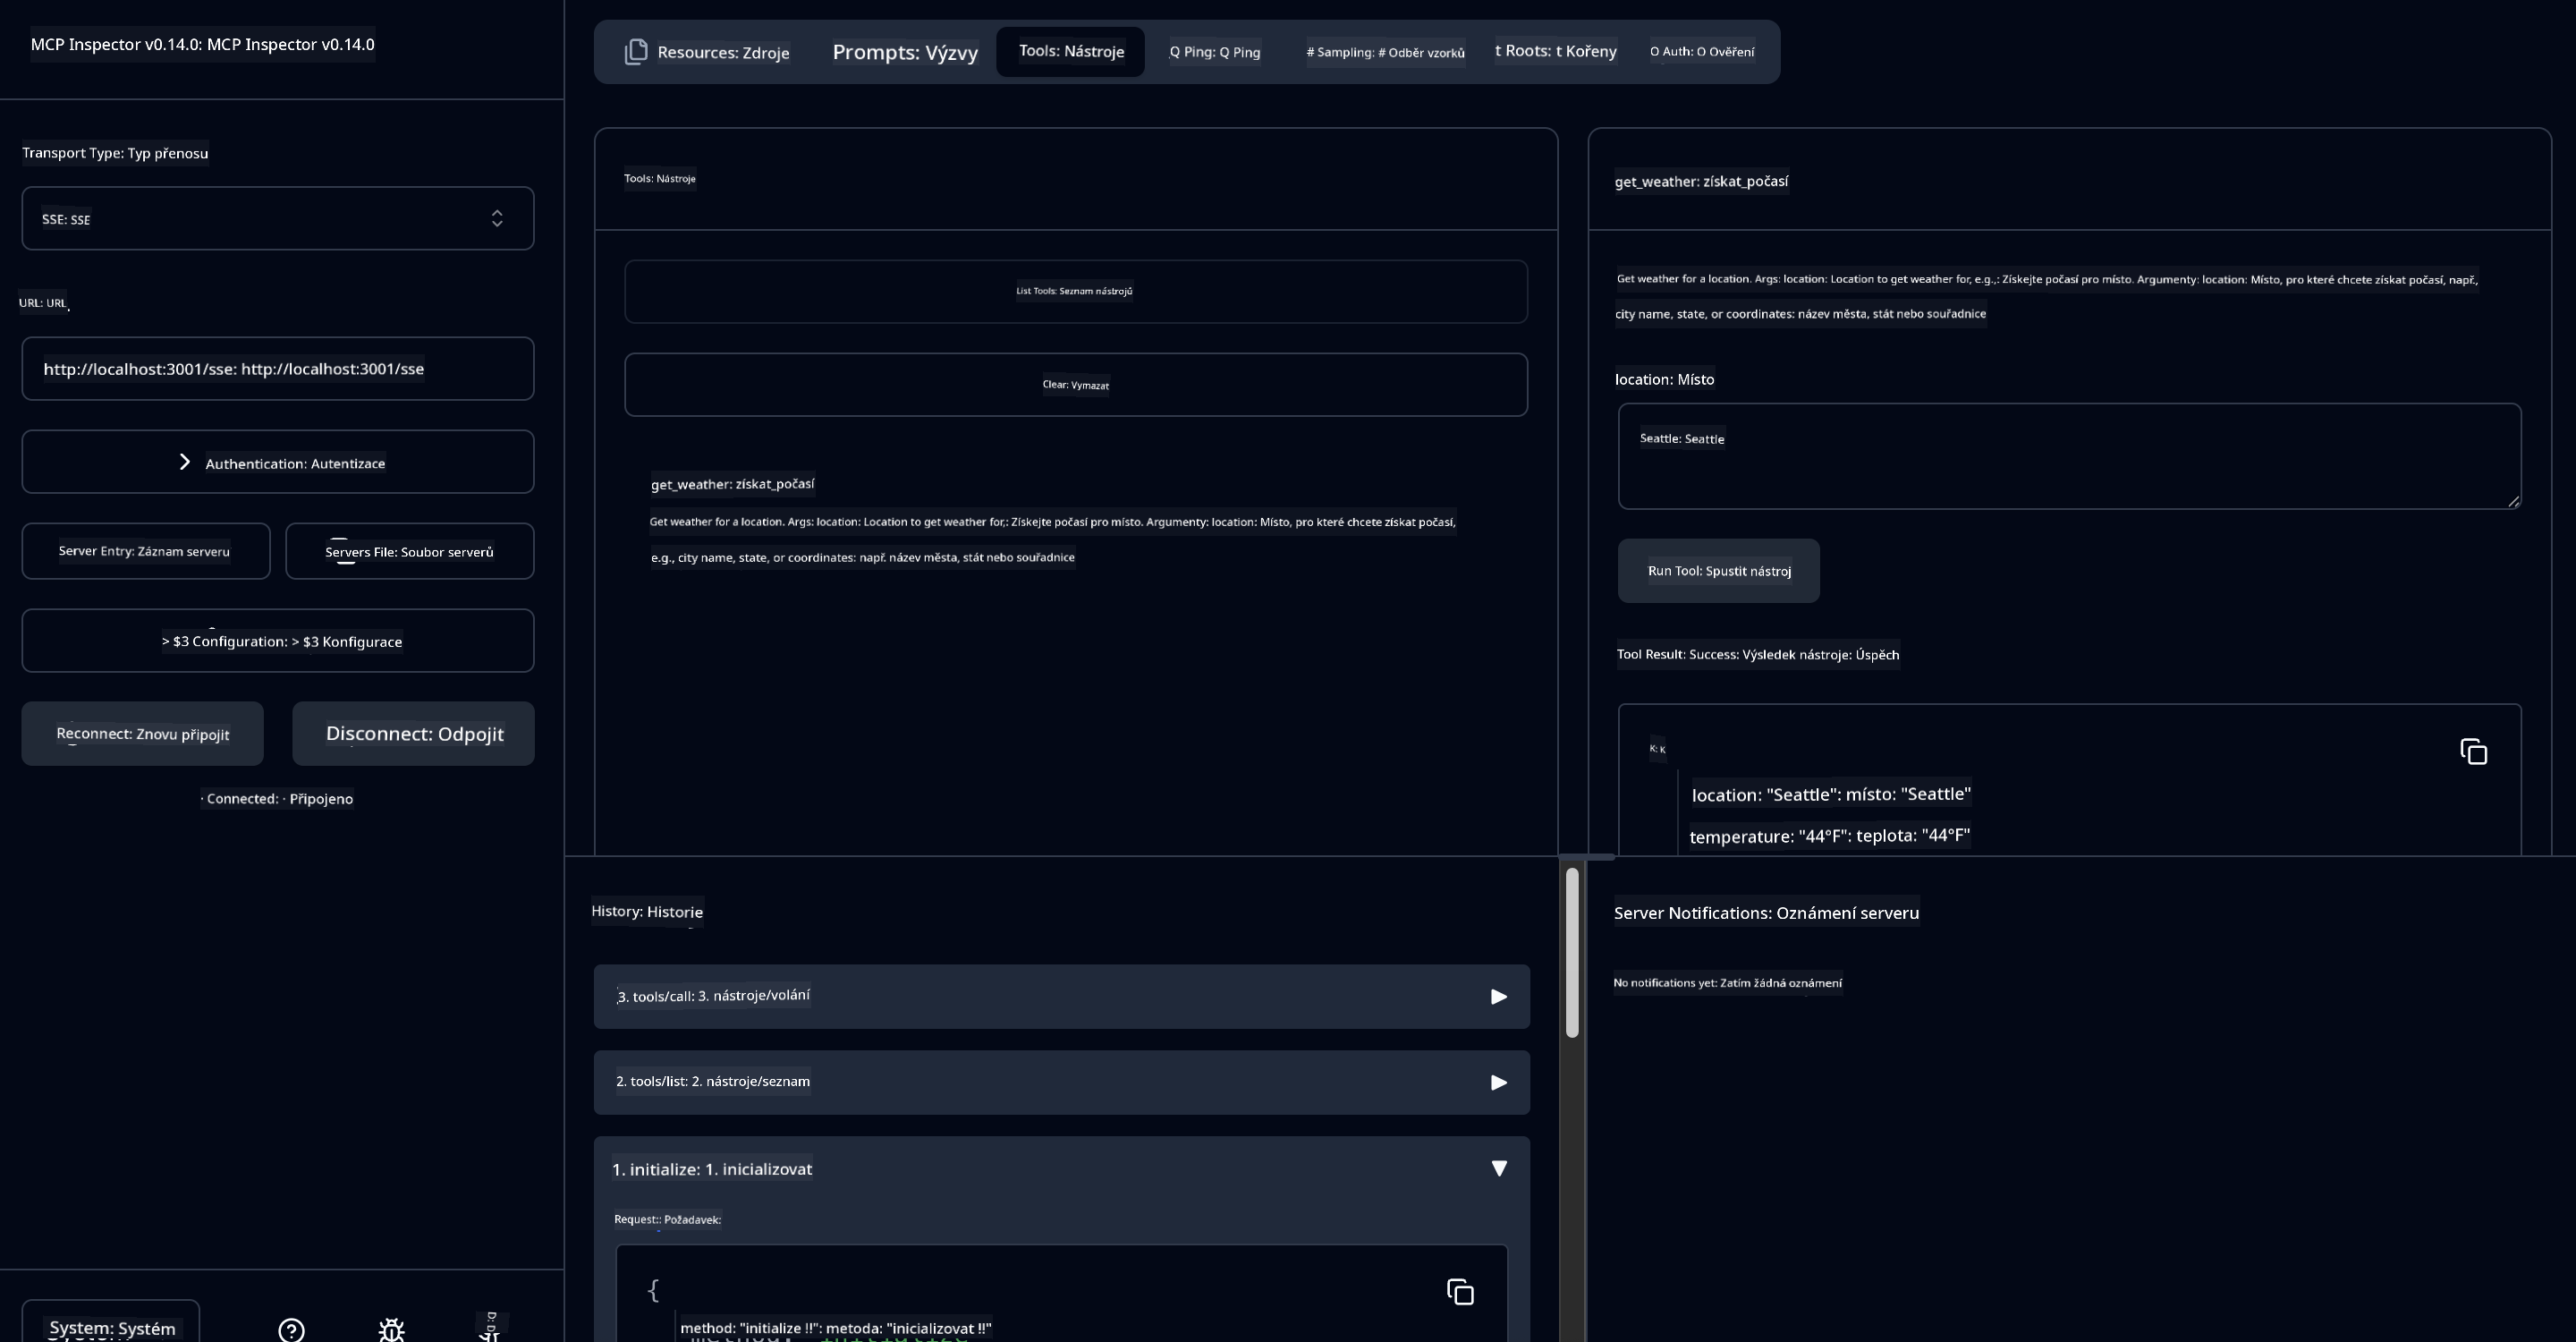 MCP Inspector v0.14.0: MCP Inspector v0.14.0
Resources: Zdroje
Prompts: Výzvy
Tools: Nástroje
Q Ping: Q Ping
# Sampling: # Odběr vzorků
t Roots: t Kořeny
O Auth: O Ověření
Transport Type: Typ přenosu
SSE: SSE
URL: URL
http://localhost:3001/sse: http://localhost:3001/sse
Authentication: Autentizace
Server Entry: Záznam serveru
Servers File: Soubor serverů
> $3 Configuration: > $3 Konfigurace
Reconnect: Znovu připojit
Disconnect: Odpojit
· Connected: · Připojeno
System: Systém
D: D
Tools: Nástroje
List Tools: Seznam nástrojů
Clear: Vymazat
get_weather: získat_počasí
Get weather for a location. Args: location: Location to get weather for,: Získejte počasí pro místo. Argumenty: location: Místo, pro které chcete získat počasí,
e.g., city name, state, or coordinates: např. název města, stát nebo souřadnice
get_weather: získat_počasí
Get weather for a location. Args: location: Location to get weather for, e.g.,: Získejte počasí pro místo. Argumenty: location: Místo, pro které chcete získat počasí, např.,
city name, state, or coordinates: název města, stát nebo souřadnice
location: Místo
Seattle: Seattle
Run Tool: Spustit nástroj
Tool Result: Success: Výsledek nástroje: Úspěch
K: K
location: "Seattle": místo: "Seattle"
temperature: "44°F": teplota: "44°F"
History: Historie
3. tools/call: 3. nástroje/volání
2. tools/list: 2. nástroje/seznam
1. initialize: 1. inicializovat
Request:: Požadavek:
{
method: "initialize !!": metoda: "inicializovat !!"
Server Notifications: Oznámení serveru
No notifications yet: Zatím žádná oznámení